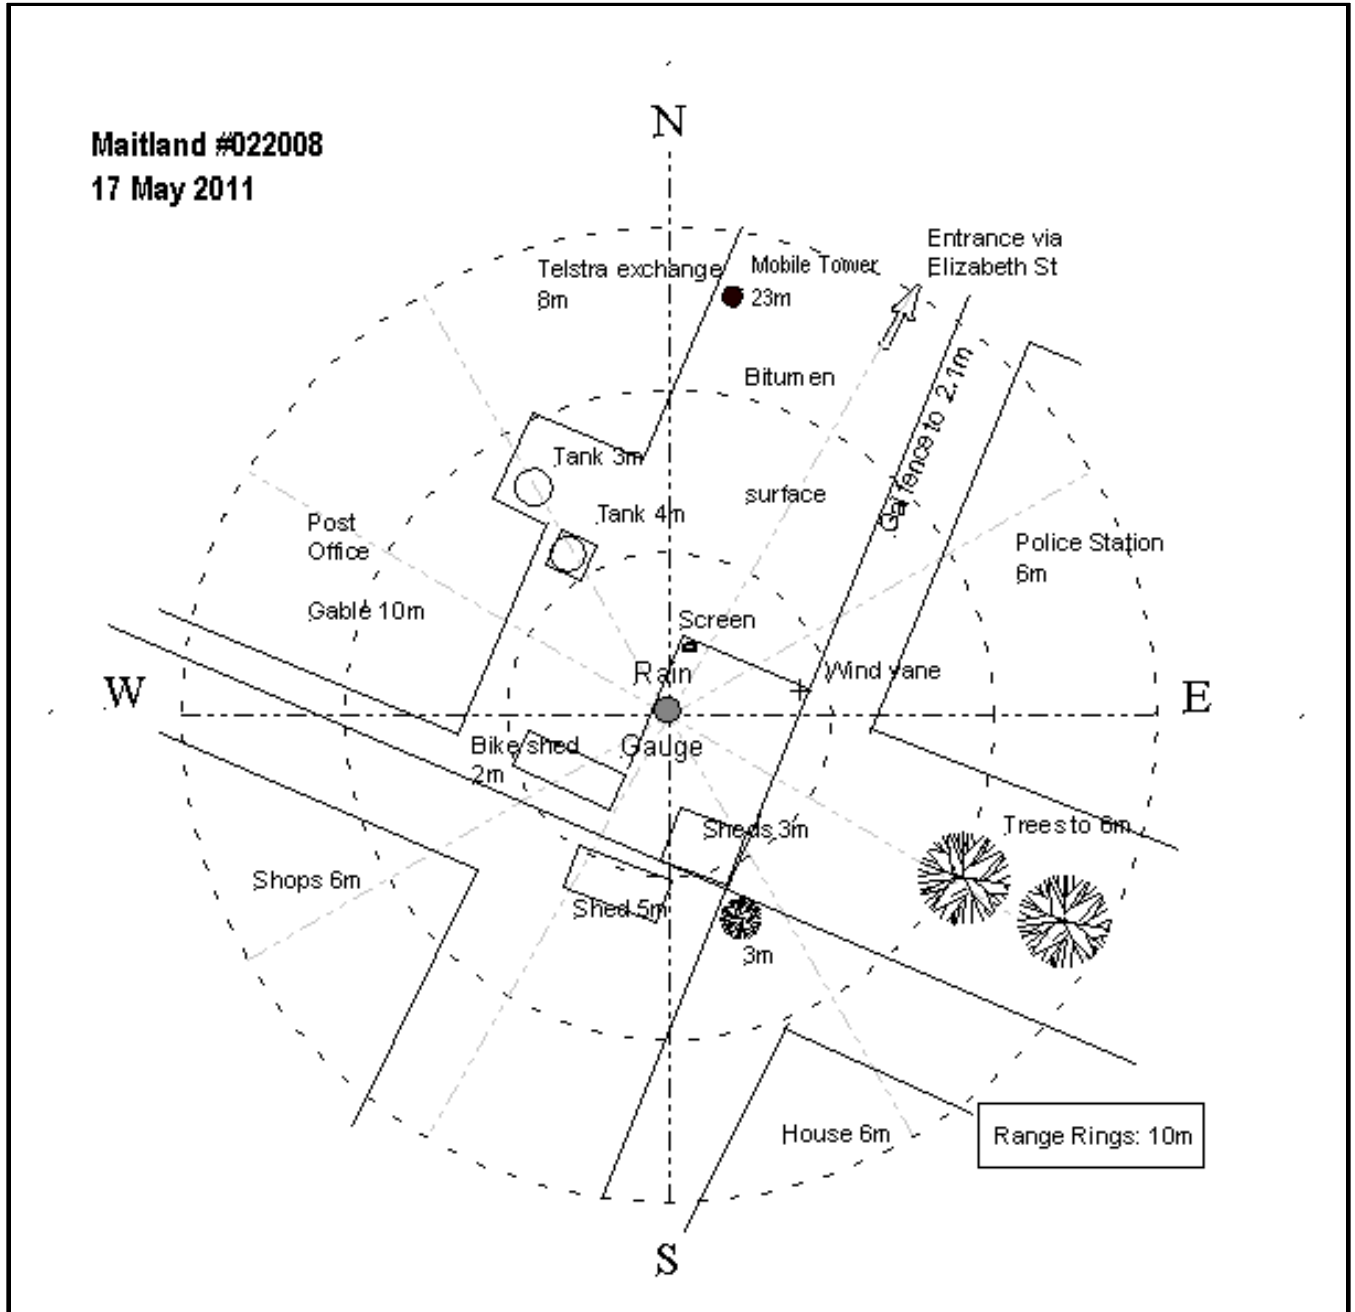 Maitland #022008
17 May 2011
N
Entrance via
Elizabeth St
Telstra exchange
8m
Mobile Tower
23m
Bitumen
Gal fence to 2.1m
Tank 3m
surface
Tank 4m
Post
Office
Police Station
6m
Gable 10m
Screen
Rain
Wind vane
W
E
Bike shed
2m
Gauge
Trees to 6m
Sheds 3m
Shops 6m
Shed 5m
3m
House 6m
Range Rings: 10m
S